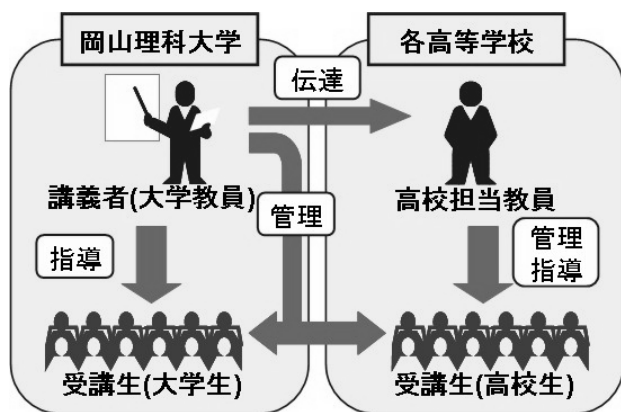 岡山理科大学
各高等学校
伝達
講義者(大学教員)
管理
高校担当教員
指導
管理
指導
受講生(大学生)
受講生(高校生)